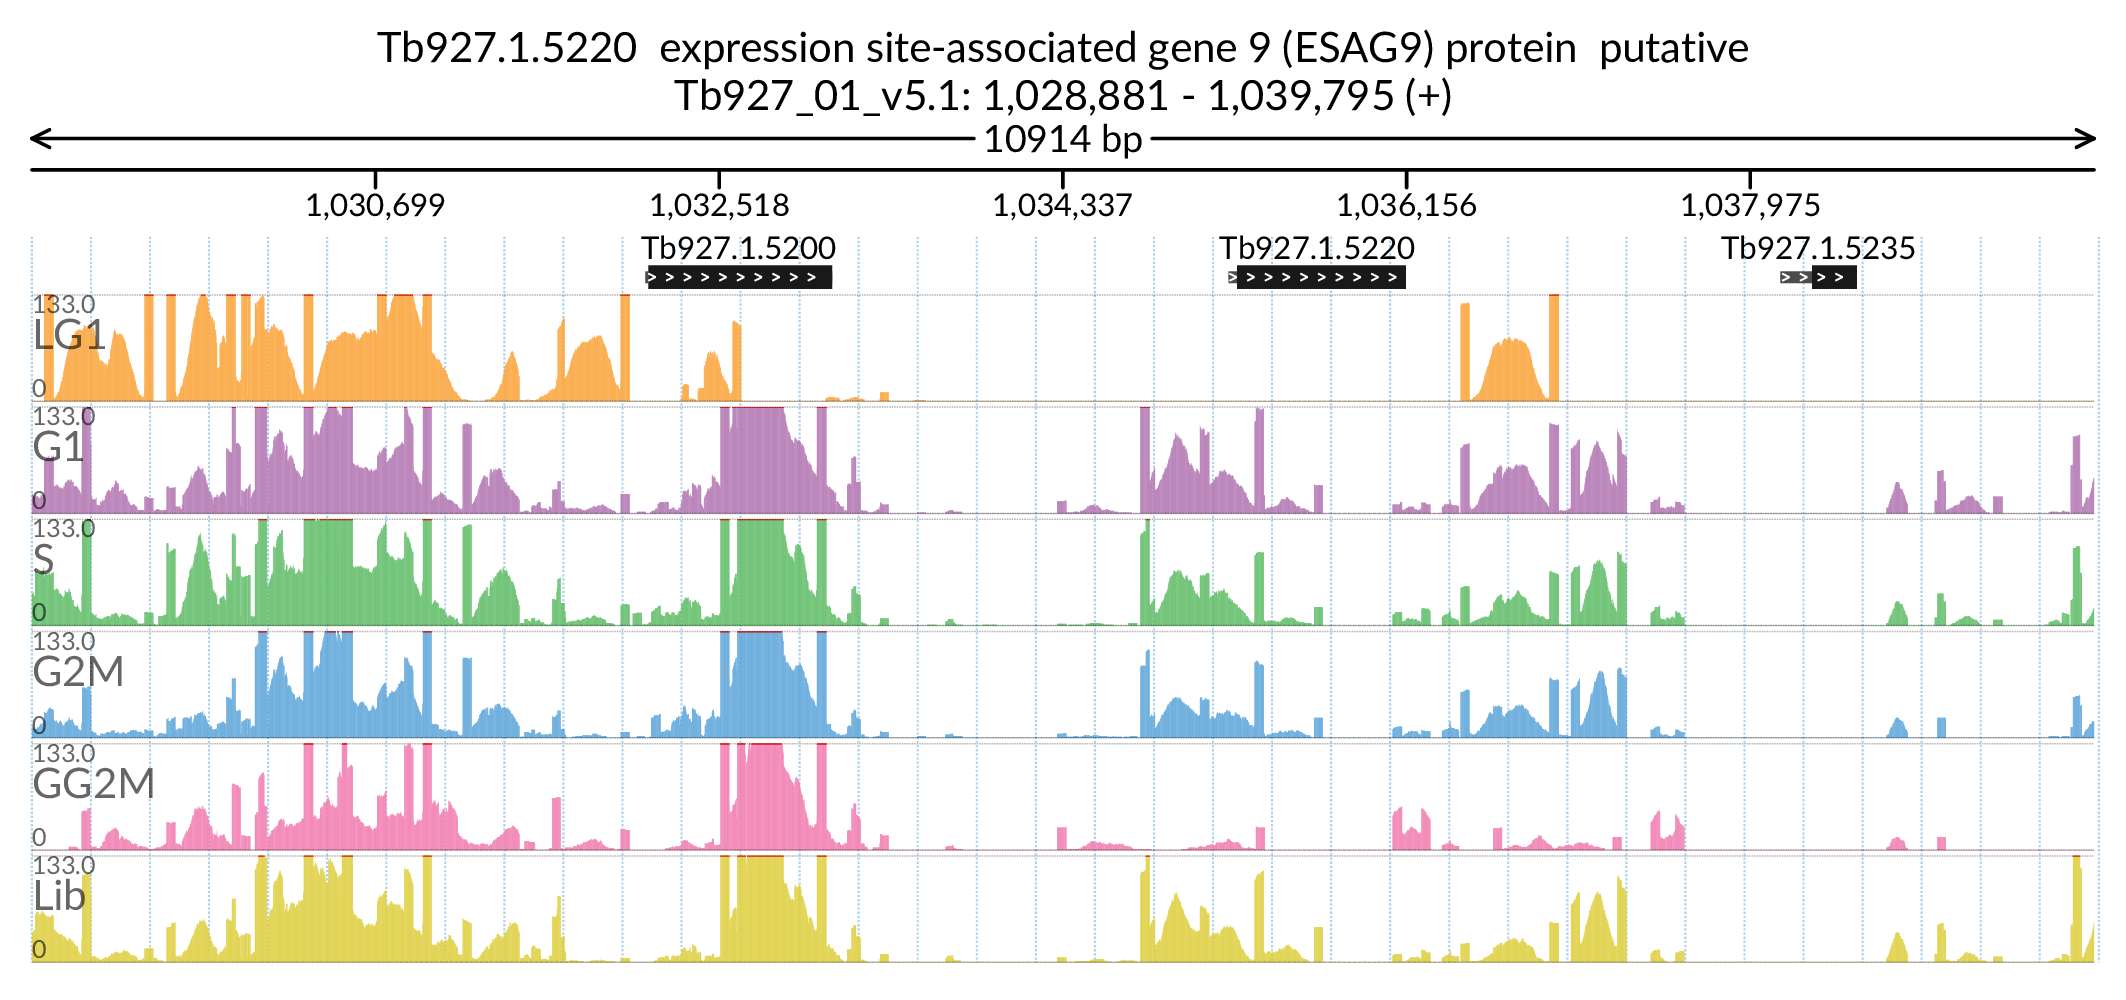 Tb927.1.5220  expression site-associated gene 9 (ESAG9) protein  putative
Tb927_01_v5.1: 1,028,881 - 1,039,795 (+)
10914 bp
1,030,699 1,032,518 1,034,337 1,036,156 1,037,975
Tb927.1.5200 Tb927.1.5220 Tb927.1.5235
133.0
LG1
0
133.0
G1
0
133.0
S
0
133.0
G2M
0
133.0
GG2M
0
133.0
Lib
0